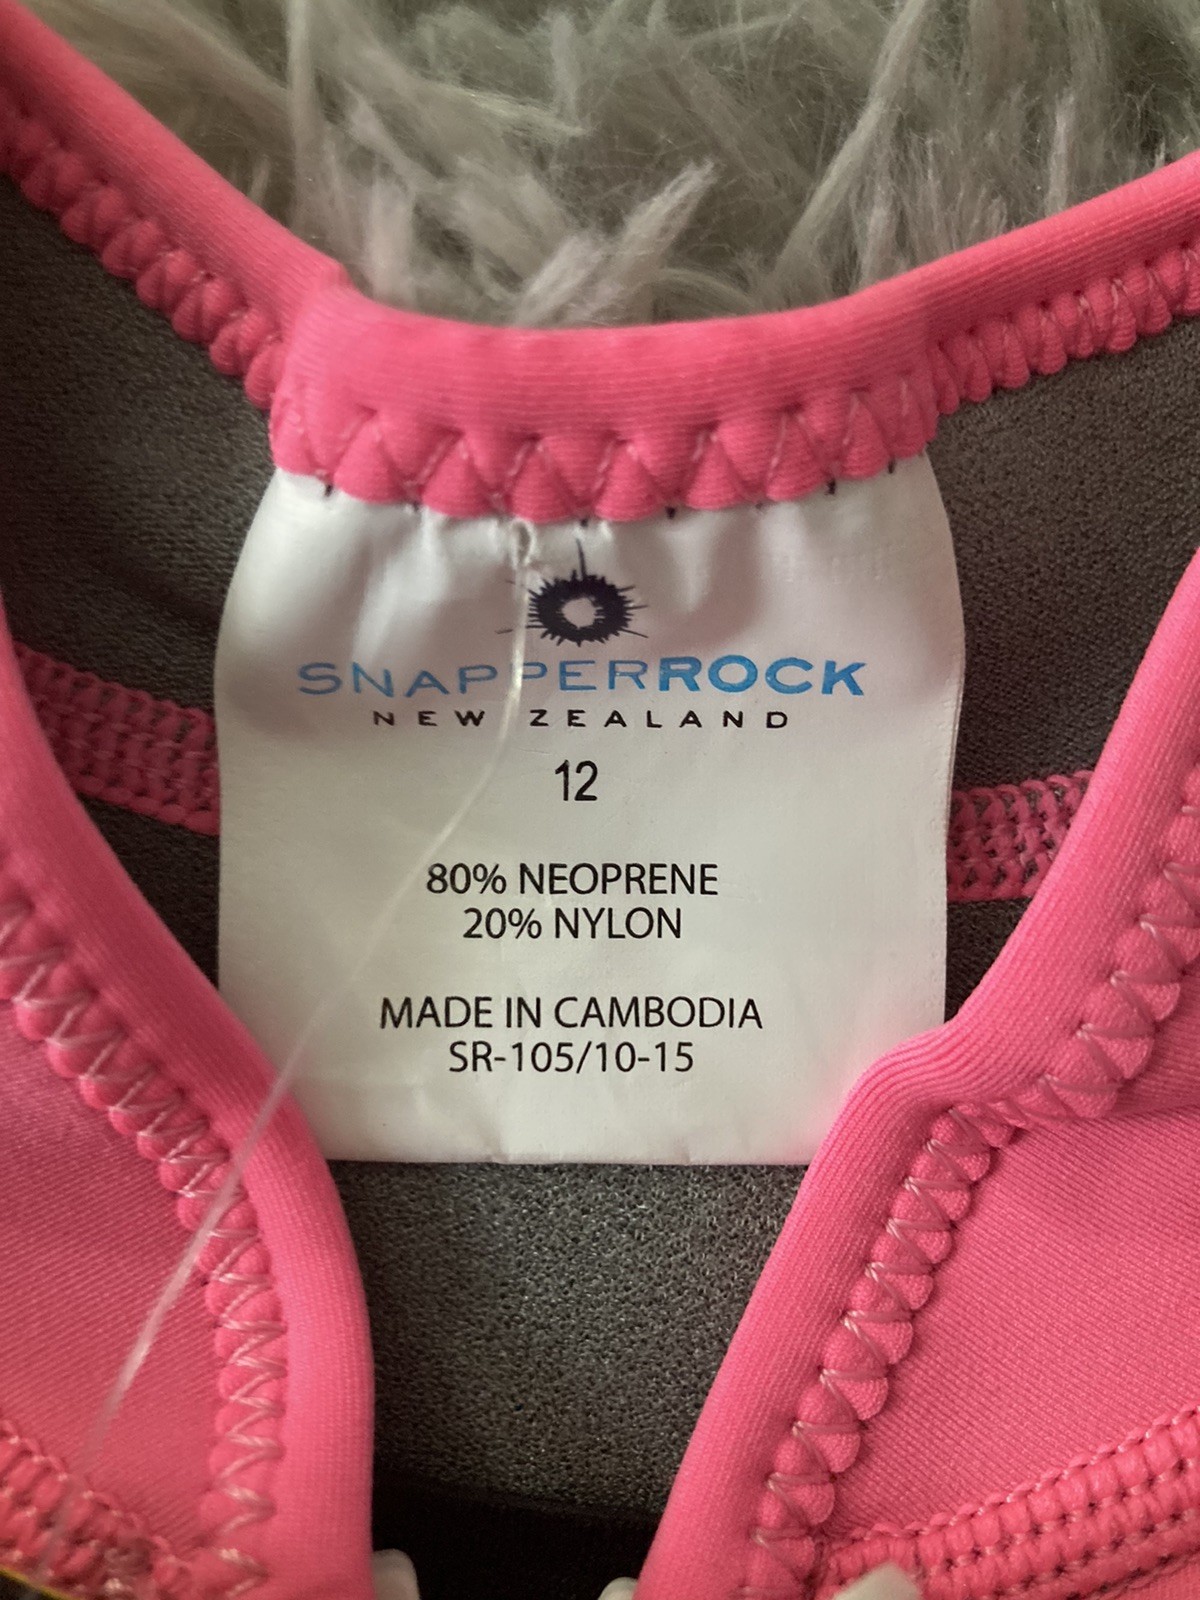 SNAPPERROCK
NEW ZEALAND
12
80% NEOPRENE
20% NYLON
MADE IN CAMBODIA
SR-105/10-15